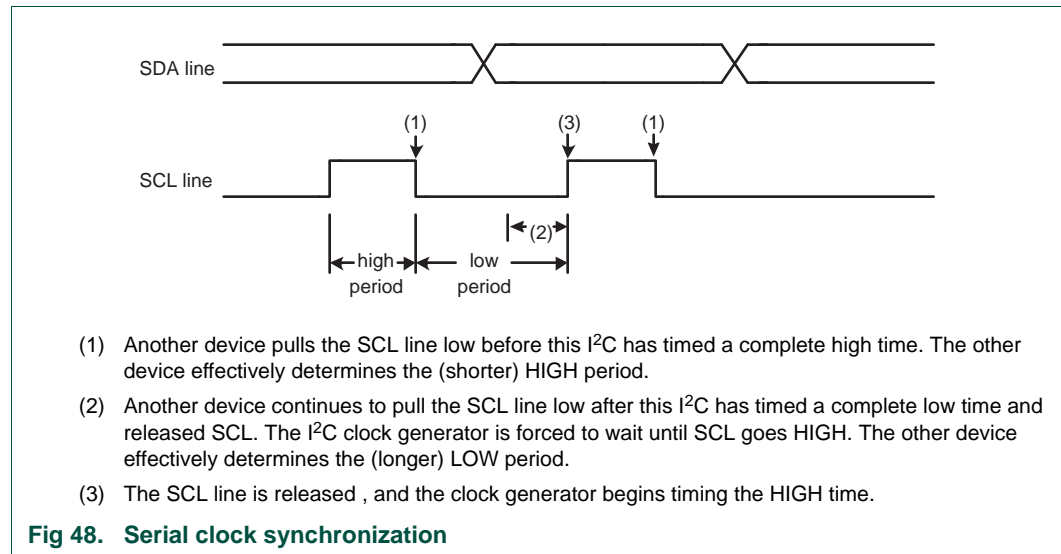 SDA line
(1) (3) (1)
SCL line
(2)
high low
period period
(1) Another device pulls the SCL line low before this I2C has timed a complete high time. The other
device effectively determines the (shorter) HIGH period.
(2) Another device continues to pull the SCL line low after this I2C has timed a complete low time and
released SCL. The I2C clock generator is forced to wait until SCL goes HIGH. The other device
effectively determines the (longer) LOW period.
(3) The SCL line is released , and the clock generator begins timing the HIGH time.
Fig 48. Serial clock synchronization